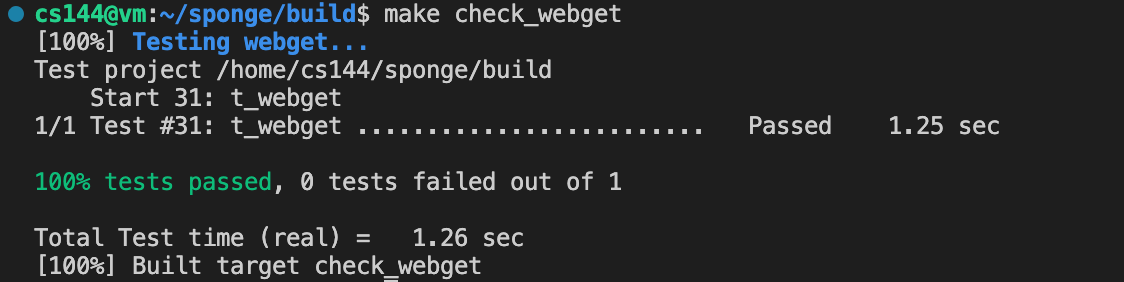 cs144@vm:~/sponge/build$ make check_webget
[100%] Testing webget...
Test project /home/cs144/sponge/build
    Start 31: t_webget
1/1 Test #31: t_webget .........................   Passed    1.25 sec

100% tests passed, 0 tests failed out of 1

Total Test time (real) =   1.26 sec
[100%] Built target check_webget